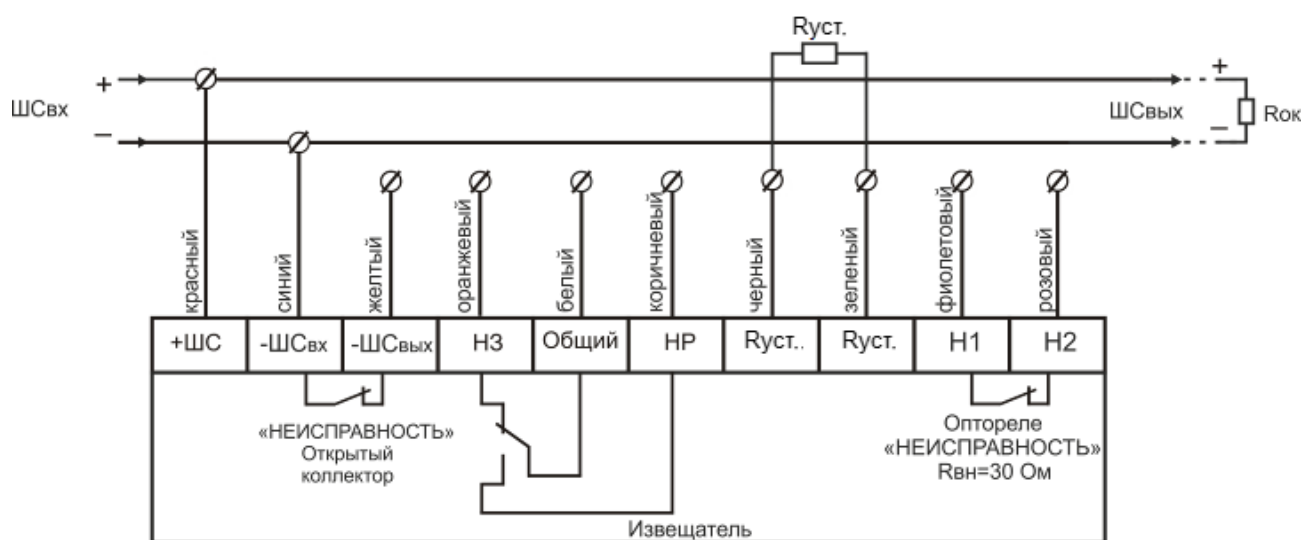 Rуст.
+
ШСвх
−
+
ШСвых
−
Rок
красный
синий
желтый
оранжевый
белый
коричневый
черный
зеленый
фиолетовый
розовый
+ШС
-ШСвх
-ШСвых
НЗ
Общий
НР
Rуст..
Rуст.
Н1
Н2
«НЕИСПРАВНОСТЬ»
Открытый
коллектор
Оптореле
«НЕИСПРАВНОСТЬ»
Rвн=30 Ом
Извещатель